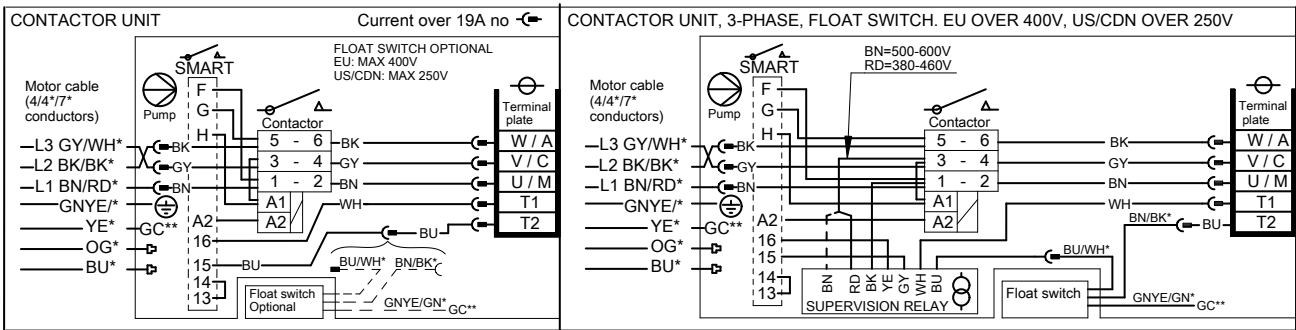 CONTACTOR UNIT
Current over 19A no
FLOAT SWITCH OPTIONAL
EU: MAX 400V
US/CDN: MAX 250V
SMART
Motor cable
(4/4*/7*
conductors)
Pump
F
G
H
Contactor
Terminal
plate
L3 GY/WH*
BK
5 - 6
BK
W / A
L2 BK/BK*
GY
3 - 4
GY
V / C
L1 BN/RD*
BN
1 - 2
BN
U / M
GNYE/*
A1
WH
T1
YE*
GC**
A2
A2
BU
T2
OG*
16
BU*
15
BU
BU/WH*
BN/BK*
14
13
Float switch
Optional
GNYE/GN*
GC**
CONTACTOR UNIT, 3-PHASE, FLOAT SWITCH. EU OVER 400V, US/CDN OVER 250V
BN=500-600V
RD=380-460V
SMART
Motor cable
(4/4*/7*
conductors)
Pump
F
G
H
Contactor
Terminal
plate
L3 GY/WH*
BK
5 - 6
BK
W / A
L2 BK/BK*
GY
3 - 4
GY
V / C
L1 BN/RD*
BN
1 - 2
BN
U / M
GNYE/*
A1
WH
T1
YE*
GC**
A2
A2
BN/BK*
BU
T2
OG*
16
BU*
15
BU/WH*
14
13
BN
RD
BK
YE
GY
WH
BU
SUPERVISION RELAY
Float switch
GNYE/GN*
GC**